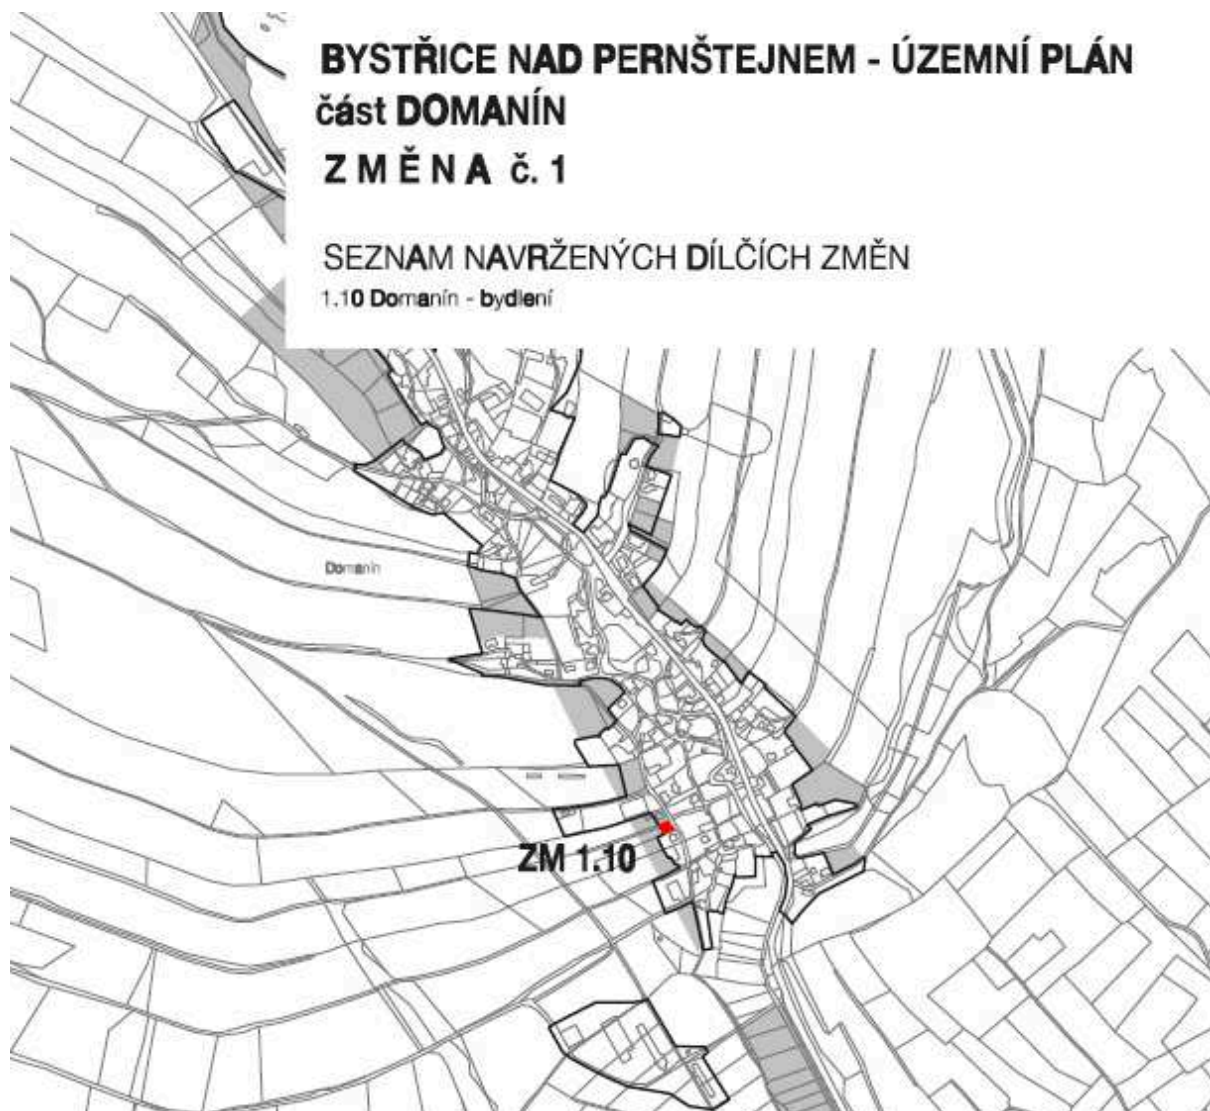 BYSTŘICE NAD PERNŠTEJNEM - ÚZEMNÍ PLÁN
část DOMANÍN
ZMĚNA č. 1
SEZNAM NAVRŽENÝCH DÍLČÍCH ZMĚN
1.10 Domanín - bydlení
Domanín
ZM 1.10